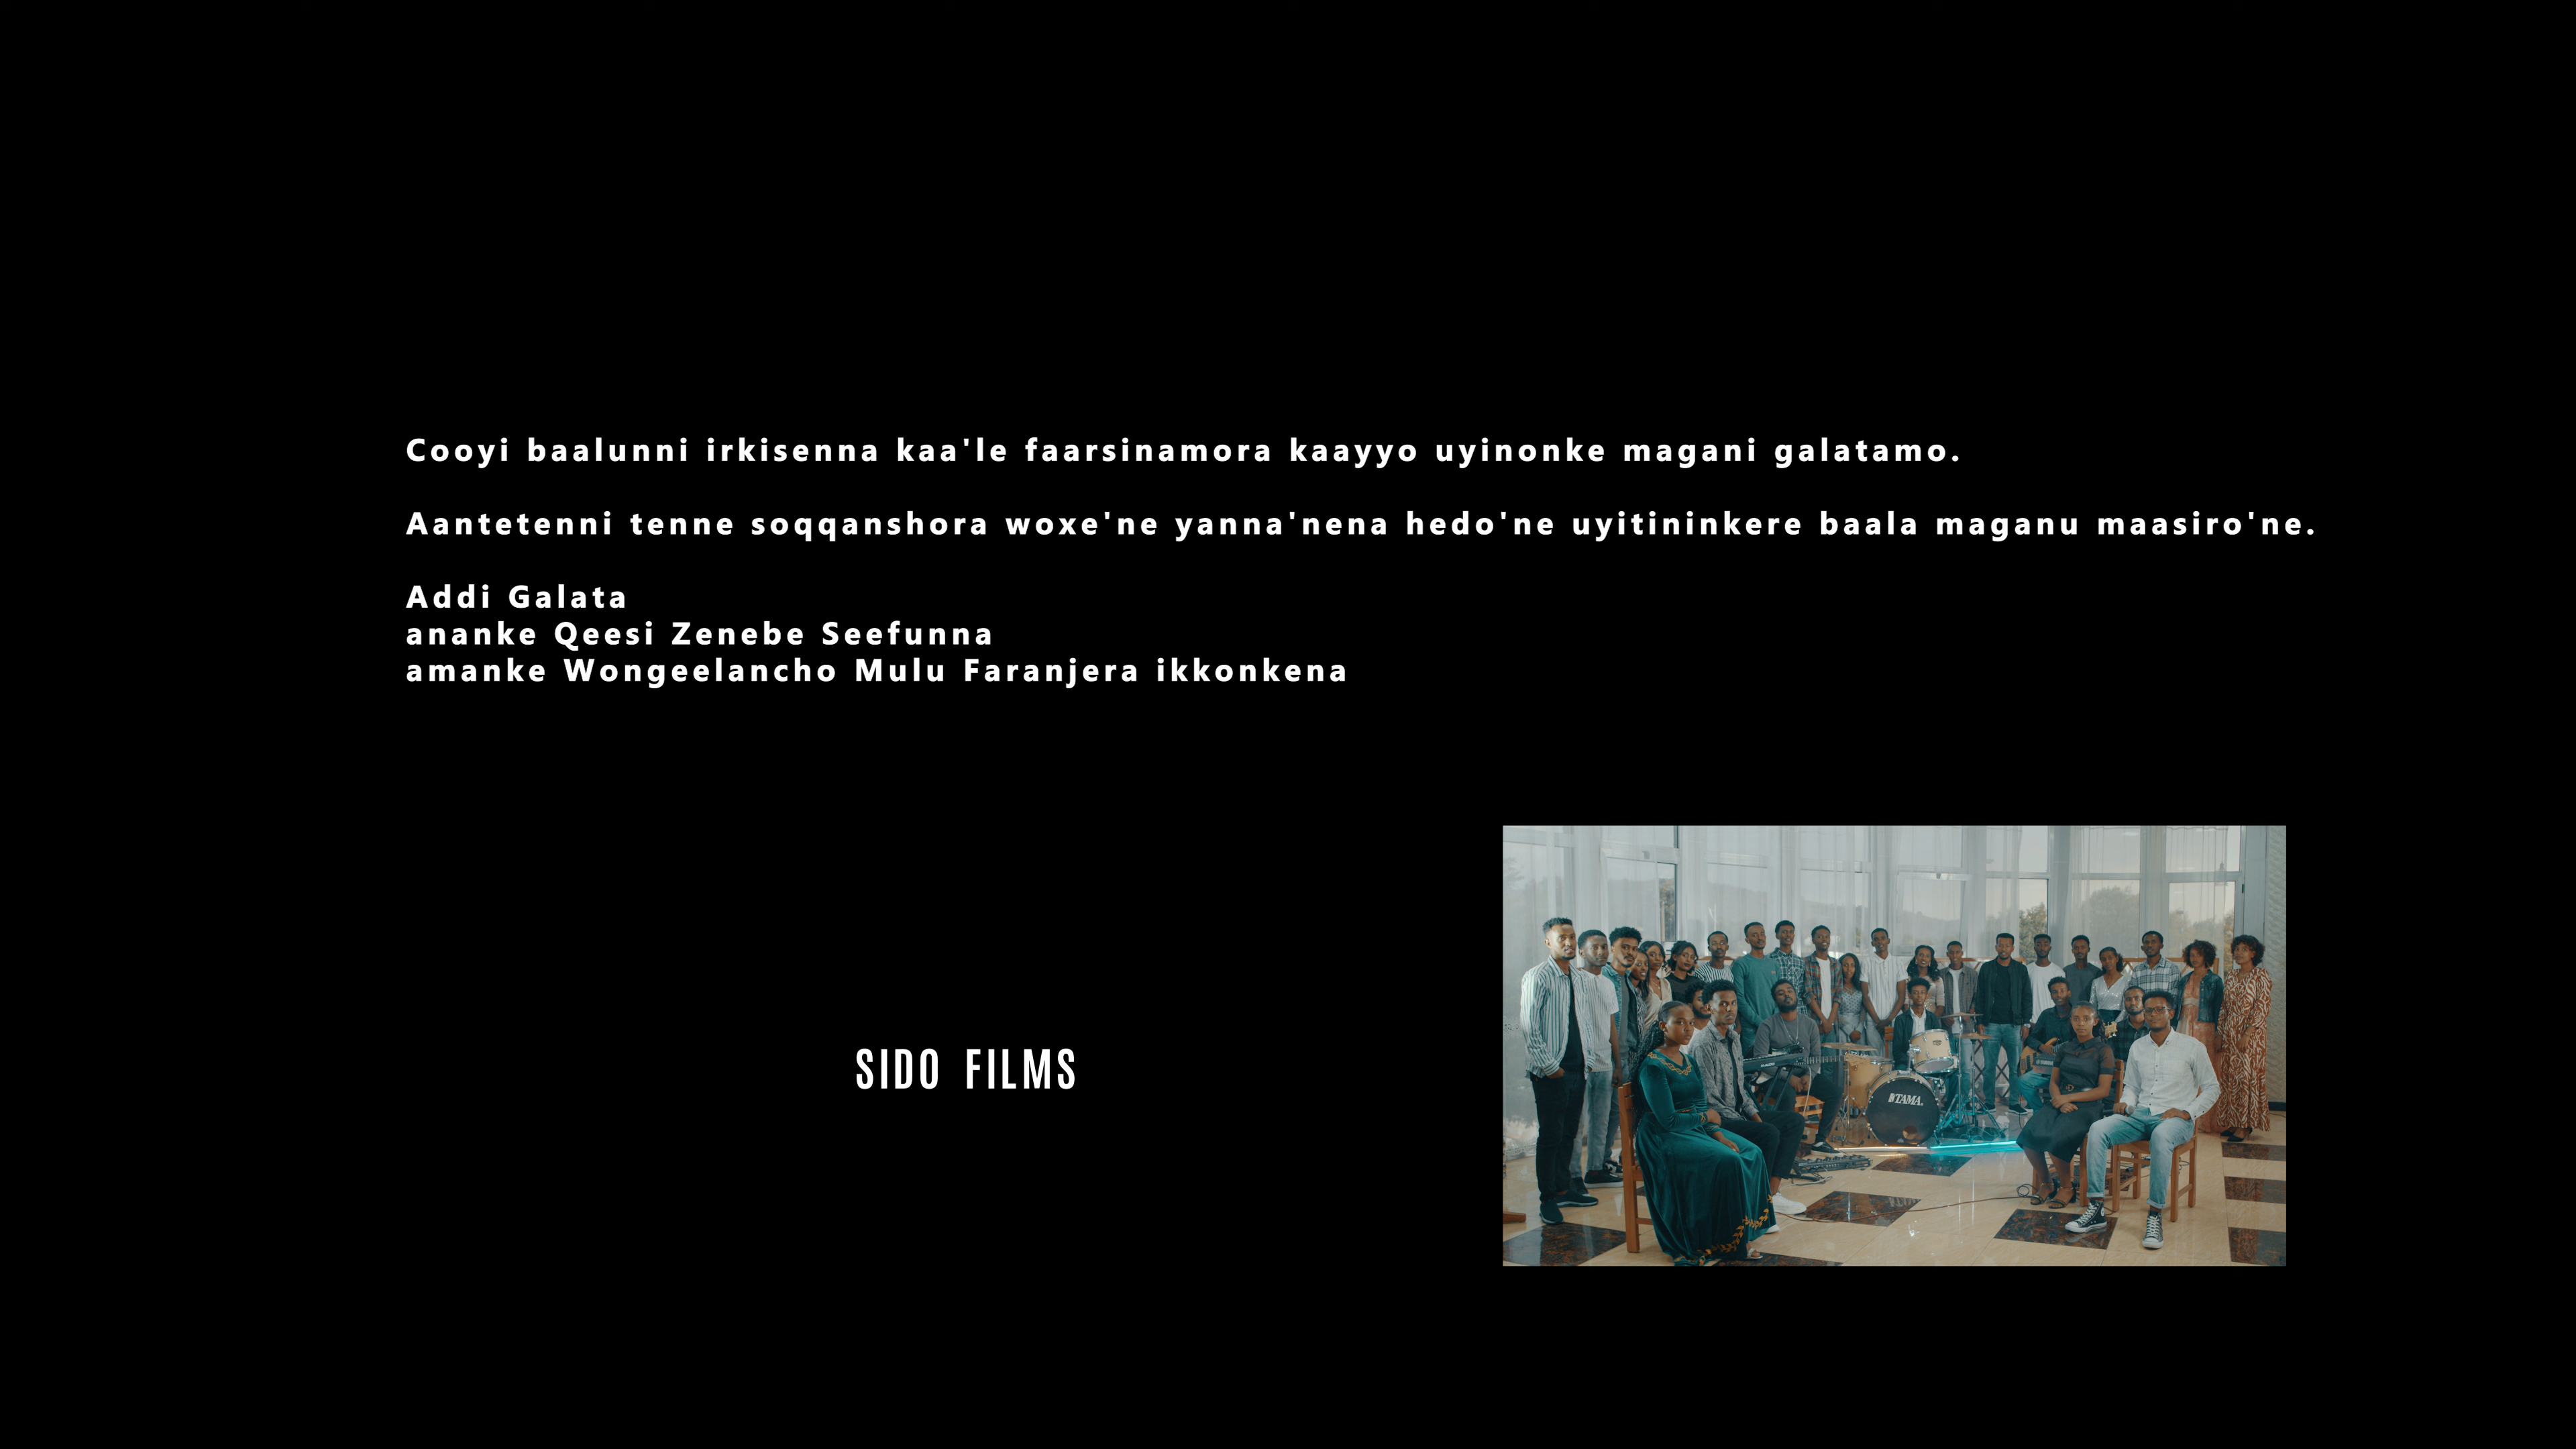 Cooyi baalunni irkisenna kaa'le faarsinamora kaayyo uyinonke magani galatamo.
Aantetenni tenne soqqanshora woxe'ne yanna'nena hedo'ne uyitininkere baala maganu maasiro'ne.
Addi Galata
ananke Qeesi Zenebe Seefunna
amanke Wongeelancho Mulu Faranjera ikkonkena
SIDO FILMS
TAMA